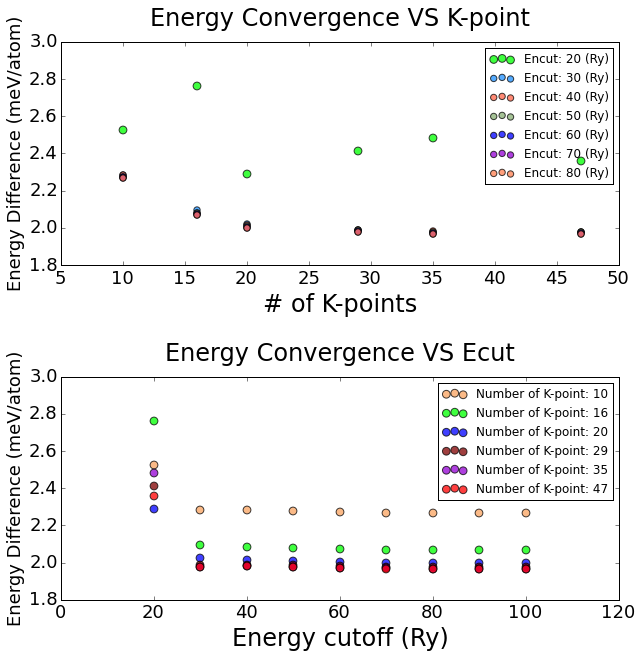 Energy Convergence VS K-point
Energy Difference (meV/atom)
3.0
2.8
2.6
2.4
2.2
2.0
1.8
Encut: 20 (Ry)
Encut: 30 (Ry)
Encut: 40 (Ry)
Encut: 50 (Ry)
Encut: 60 (Ry)
Encut: 70 (Ry)
Encut: 80 (Ry)
5 10 15 20 25 30 35 40 45 50
# of K-points
Energy Convergence VS Ecut
Energy Difference (meV/atom)
3.0
2.8
2.6
2.4
2.2
2.0
1.8
Number of K-point: 10
Number of K-point: 16
Number of K-point: 20
Number of K-point: 29
Number of K-point: 35
Number of K-point: 47
0 20 40 60 80 100 120
Energy cutoff (Ry)